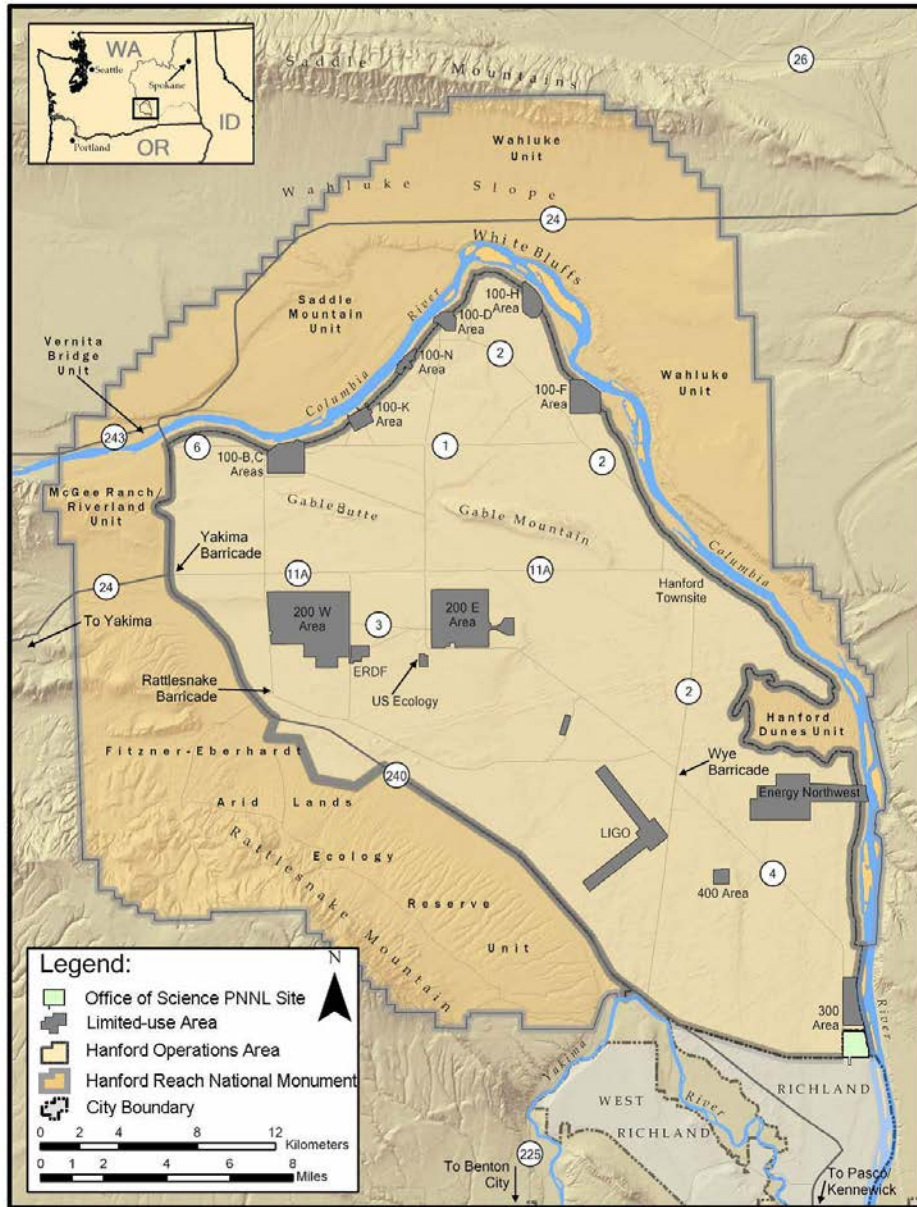 WA
Seattle
Spokane
ID
Portland
OR
Saddle Mountains
26
Wahluke
Unit
Wahluke Slope
24
White Bluffs
Saddle
Mountain
Unit
River
100-H
Area
100-D
Area
Vernita
Bridge
Unit
100-N
Area
2
Columbia
100-F
Area
Wahluke
Unit
100-K
Area
243
6
1
2
100-B,C
Areas
McGee Ranch/
Riverland
Unit
Gable Butte
Gable Mountain
Columbia
Yakima
Barricade
24
11A
11A
Hanford
Townsite
To Yakima
200 W
Area
3
200 E
Area
ERDF
US Ecology
Rattlesnake
Barricade
2
Hanford
Dunes Unit
Fitzner-Eberhardt
240
Wye
Barricade
Energy Northwest
Arid Lands
LIGO
Rattlesnake Mountain
Ecology
4
400 Area
Reserve
Unit
Legend:
N
Office of Science PNNL Site
Limited-use Area
Hanford Operations Area
Hanford Reach National Monument
City Boundary
0 2 4 8 12
Kilometers
0 1 2 4 6 8
Miles
300
Area
River
Yakima
River
WEST
RICHLAND
RICHLAND
225
To Benton
City
To Pasco/
Kennewick